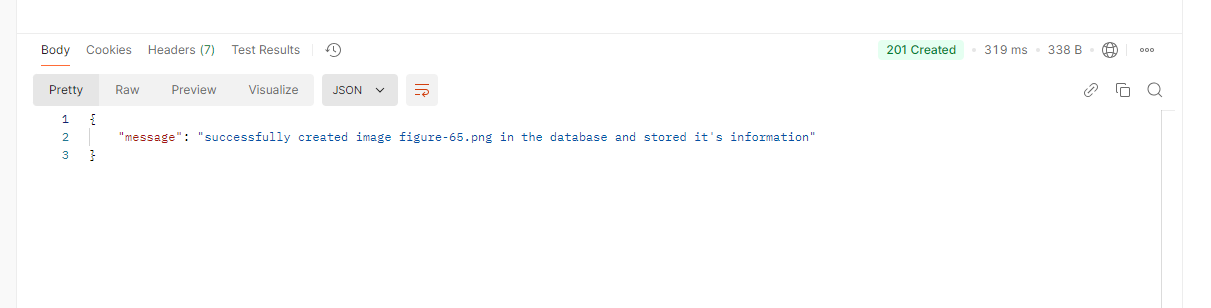 Body Cookies Headers (7) Test Results 201 Created • 319 ms • 338 B •
Pretty Raw Preview Visualize JSON
1 {
2 "message": "successfully created image figure-65.png in the database and stored it's information"
3 }